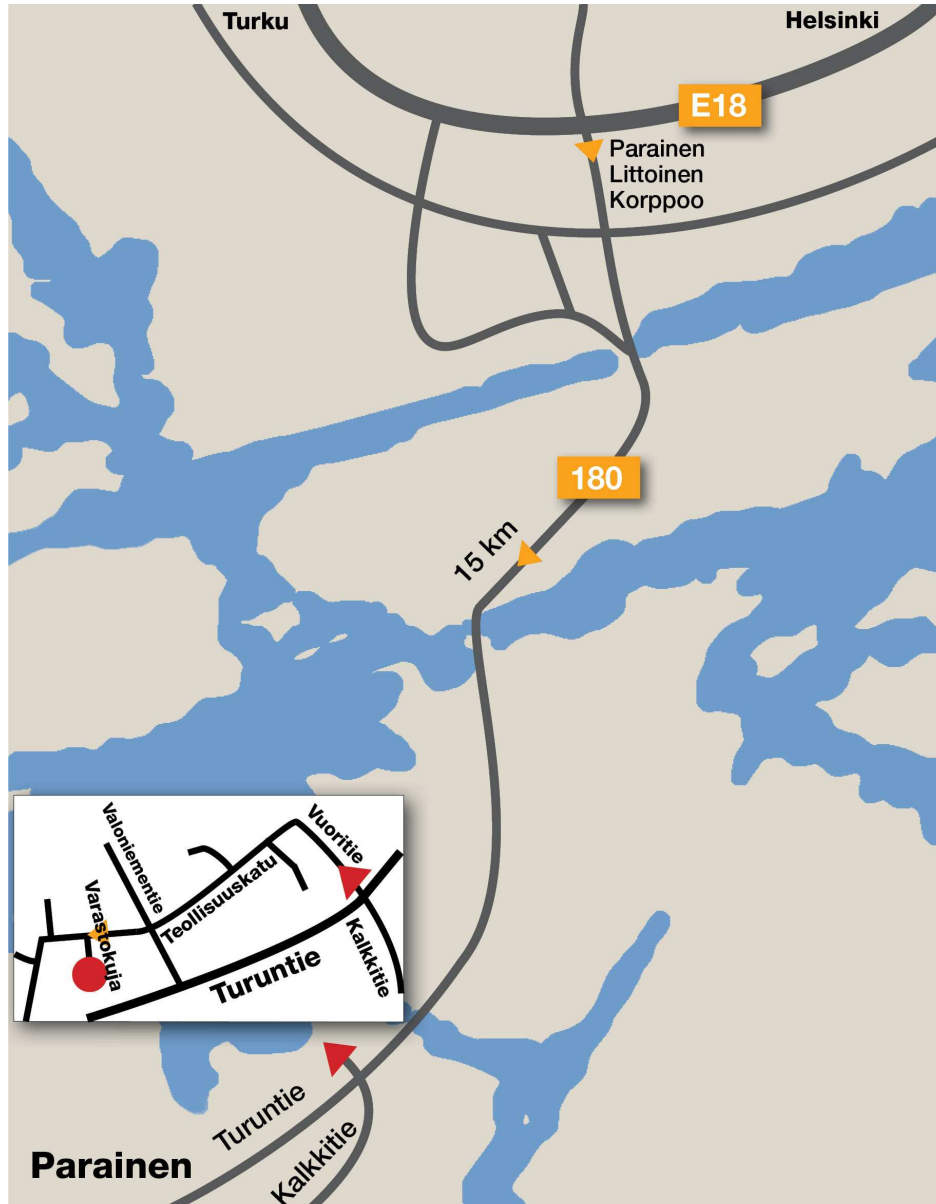 Turku
Helsinki
E18
Parainen
Littoinen
Korppoo
180
15 km
Valoniementie
Vuoritie
Varastokuja
Teollisuuskatu
Kalkkitie
Turuntie
Turuntie
Kalkkitie
Parainen